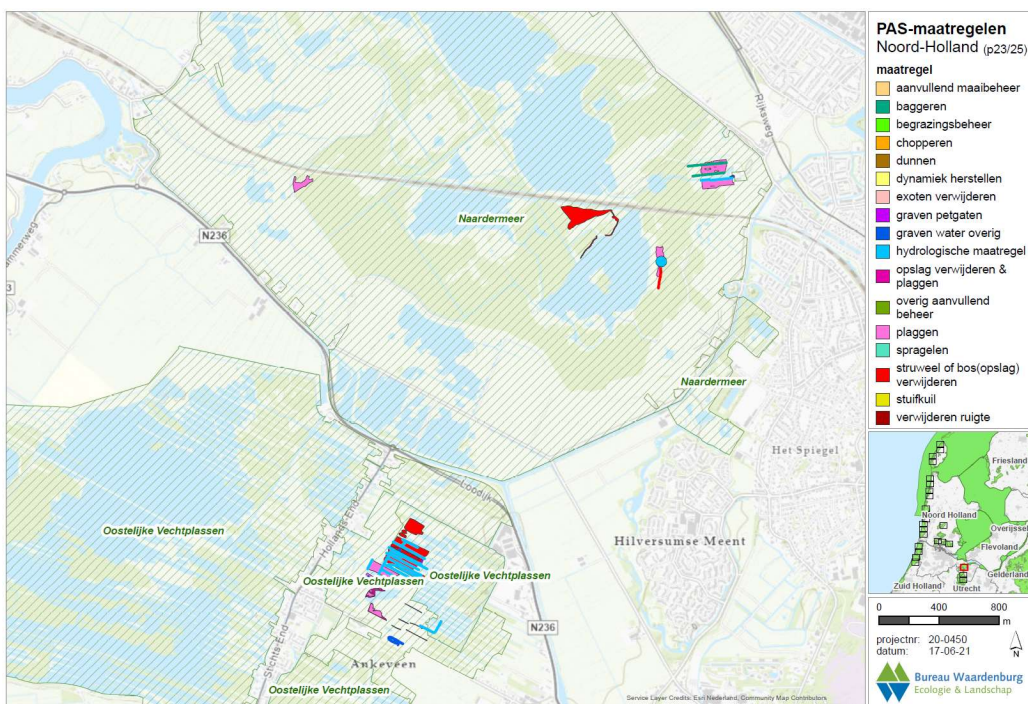 PAS-maatregelen
Noord-Holland (p23/25)
maatregel
aanvullend maaibeheer
baggeren
begrazingsbeheer
chopperen
dunnen
dynamiek herstellen
exoten verwijderen
graven petgaten
graven water overig
hydrologische maatregel
opslag verwijderen &
plaggen
overig aanvullend
beheer
plaggen
spragelen
struweel of bos(opslag)
verwijderen
stuifkuil
verwijderen ruigte
Rijksweg
Naardermeer
N236
ammerweg
3
Naardermeer
Het Spiegel
Loodijk
Hollands-End
Oostelijke Vechtplassen
Hilversumse Meent
Oostelijke Vechtplassen
Oostelijke Vechtplassen
N236
Stichts-End
Ankeveen
Oostelijke Vechtplassen
Service Layer Credits: Esri Nederland, Community Map Contributors
Friesland
Noord Holland
Overijssel
Flevoland
Gelderland
Zuid Holland
Utrecht
0 400 800
m
projectnr: 20-0450
datum: 17-06-21
N
Bureau Waardenburg
Ecologie & Landschap